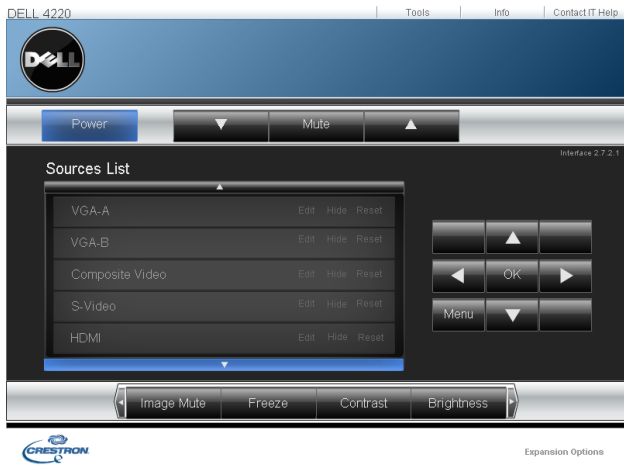 DELL 4220 Tools Info Contact IT Help
DELL
Power Mute
Interface 2.7.2.1
Sources List
VGA-A Edit Hide Reset
VGA-B Edit Hide Reset
Composite Video Edit Hide Reset
OK
S-Video Edit Hide Reset
Menu
HDMI Edit Hide Reset
Image Mute Freeze Contrast Brightness
CRESTRON Expansion Options